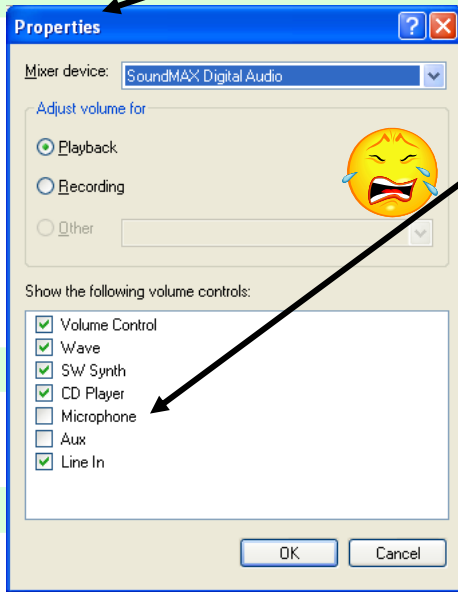 Properties
Mixer device: SoundMAX Digital Audio
Adjust volume for
Playback
Recording
Other
Show the following volume controls:
Volume Control
Wave
SW Synth
CD Player
Microphone
Aux
Line In
OK Cancel